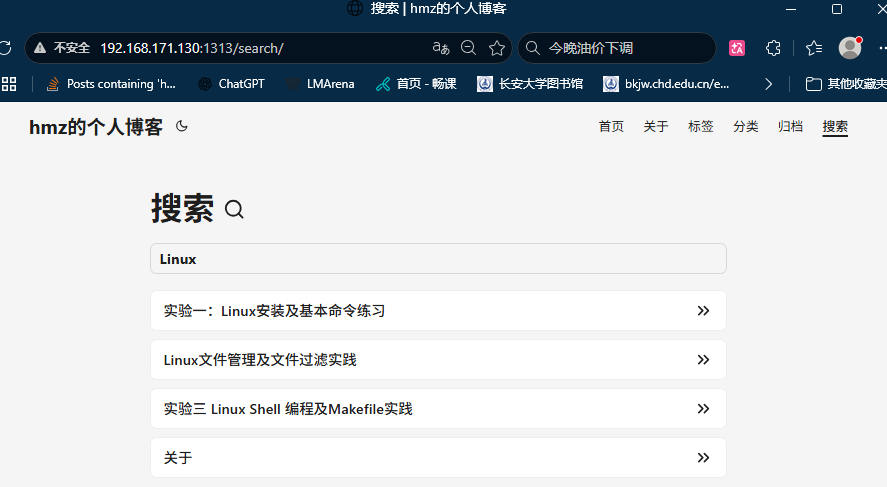 搜索 | hmz的个人博客
不安全 192.168.171.130:1313/search/ 今晚油价下调
Posts containing 'h... ChatGPT LMArena 首页 - 畅课 长安大学图书馆 bkjw.chd.edu.cn/e... 其他收藏夹
hmz的个人博客 首页 关于 标签 分类 归档 搜索
搜索
Linux
实验一：Linux安装及基本命令练习
Linux文件管理及文件过滤实践
实验三 Linux Shell 编程及Makefile实践
关于